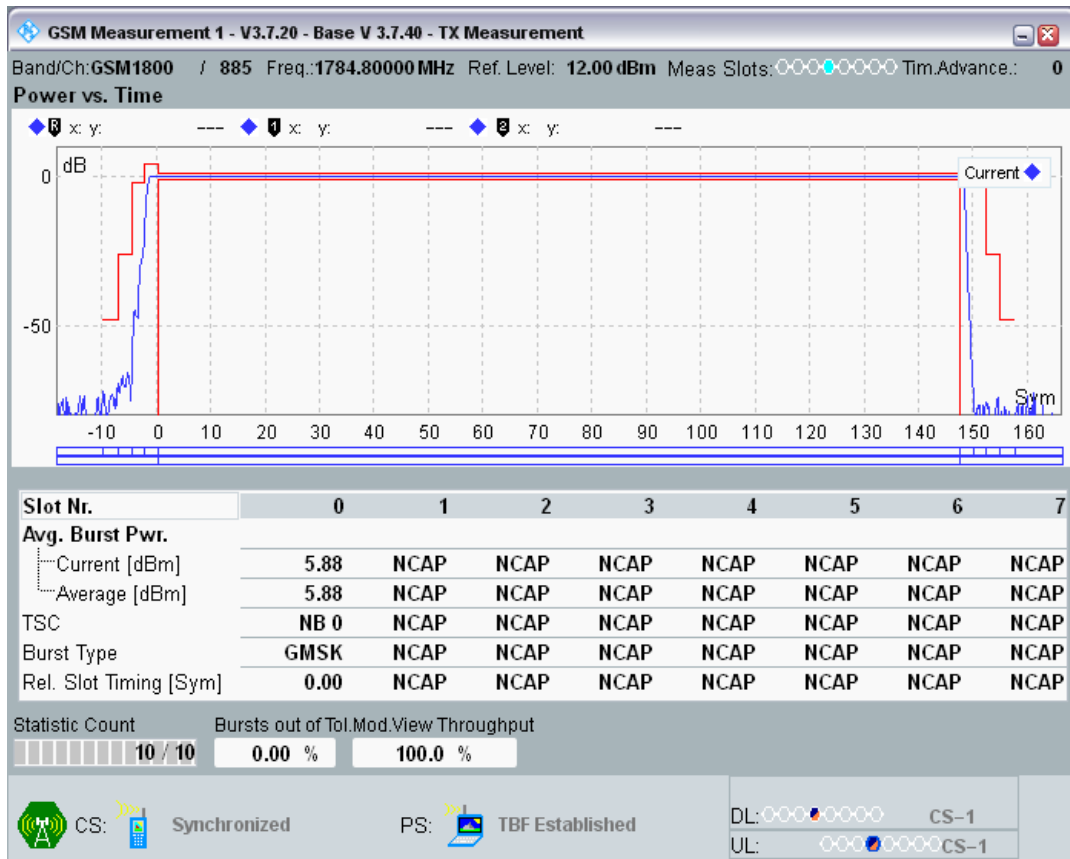 GSM Measurement 1 - V3.7.20 - Base V 3.7.40 - TX Measurement
Band/Ch:GSM1800 / 885 Freq.:1784.80000 MHz Ref. Level: 12.00 dBm Meas Slots: Tim.Advance.: 0
Power vs. Time
R x: y: --- 1 x: y: --- 2 x: y: ---
dB
Current
0
-50
Sym
-10 0 10 20 30 40 50 60 70 80 90 100 110 120 130 140 150 160
Slot Nr. 0 1 2 3 4 5 6 7
Avg. Burst Pwr.
Current [dBm] 5.88 NCAP NCAP NCAP NCAP NCAP NCAP NCAP
Average [dBm] 5.88 NCAP NCAP NCAP NCAP NCAP NCAP NCAP
TSC NB 0 NCAP NCAP NCAP NCAP NCAP NCAP NCAP
Burst Type GMSK NCAP NCAP NCAP NCAP NCAP NCAP NCAP
Rel. Slot Timing [Sym] 0.00 NCAP NCAP NCAP NCAP NCAP NCAP NCAP
Statistic Count Bursts out of Tol. Mod.View Throughput
10 / 10 0.00 % 100.0 %
CS: Synchronized PS: TBF Established DL: CS-1
UL: CS-1